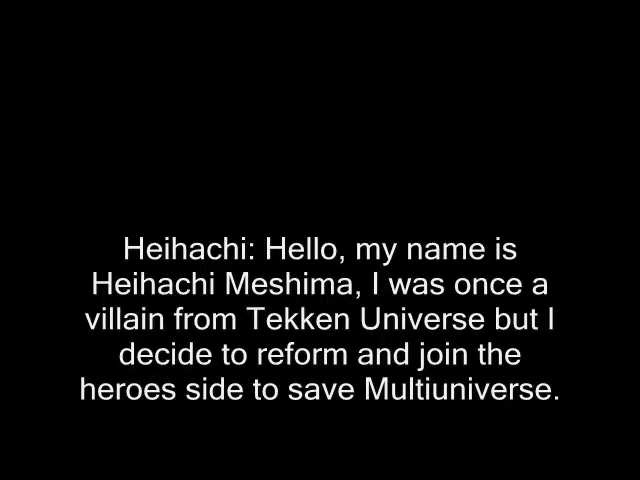 Heihachi: Hello, my name is
Heihachi Meshima, I was once a
villain from Tekken Universe but I
decide to reform and join the
heroes side to save Multiuniverse.